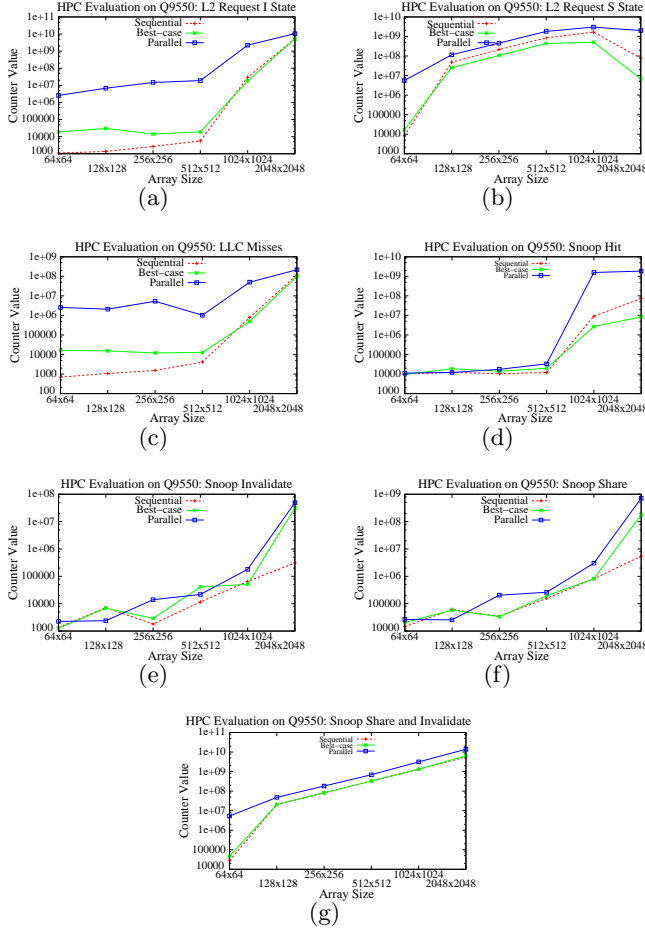 HPC Evaluation on Q9550: L2 Request I State
Counter Value
1e+11
1e+10
1e+09
1e+08
1e+07
1e+06
100000
10000
1000
Sequential
Best-case
Parallel
64x64
128x128
256x256
512x512
1024x1024
2048x2048
Array Size
(a)
HPC Evaluation on Q9550: L2 Request S State
Counter Value
1e+10
1e+09
1e+08
1e+07
1e+06
100000
10000
1000
Sequential
Best-case
Parallel
64x64
128x128
256x256
512x512
1024x1024
2048x2048
Array Size
(b)
HPC Evaluation on Q9550: LLC Misses
Counter Value
1e+09
1e+08
1e+07
1e+06
100000
10000
1000
100
Sequential
Best-case
Parallel
64x64
128x128
256x256
512x512
1024x1024
2048x2048
Array Size
(c)
HPC Evaluation on Q9550: Snoop Hit
Counter Value
1e+10
1e+09
1e+08
1e+07
1e+06
100000
10000
1000
Sequential
Best-case
Parallel
64x64
128x128
256x256
512x512
1024x1024
2048x2048
Array Size
(d)
HPC Evaluation on Q9550: Snoop Invalidate
Counter Value
1e+08
1e+07
1e+06
100000
10000
1000
Sequential
Best-case
Parallel
64x64
128x128
256x256
512x512
1024x1024
2048x2048
Array Size
(e)
HPC Evaluation on Q9550: Snoop Share
Counter Value
1e+09
1e+08
1e+07
1e+06
100000
10000
1000
Sequential
Best-case
Parallel
64x64
128x128
256x256
512x512
1024x1024
2048x2048
Array Size
(f)
HPC Evaluation on Q9550: Snoop Share and Invalidate
Counter Value
1e+11
1e+10
1e+09
1e+08
1e+07
1e+06
100000
10000
Sequential
Best-case
Parallel
64x64
128x128
256x256
512x512
1024x1024
2048x2048
Array Size
(g)